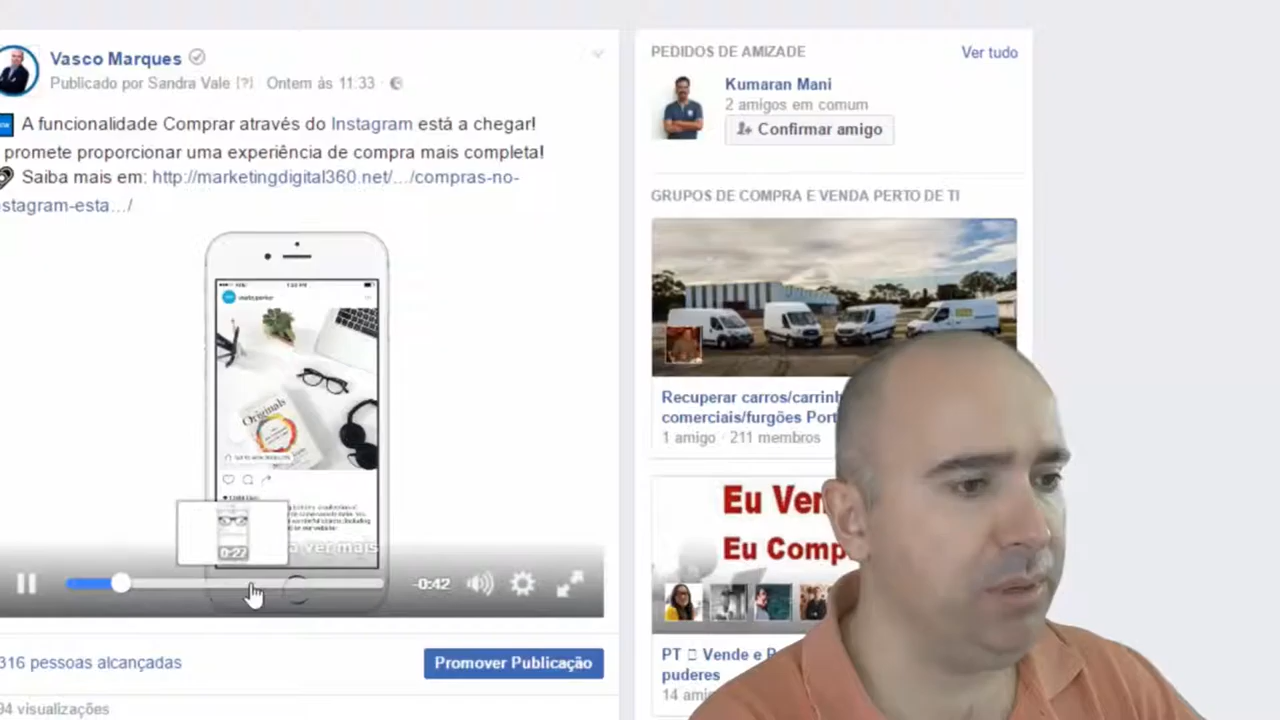 Vasco Marques
Publicado por Sandra Vale [?] Ontem às 11:33
A funcionalidade Comprar através do Instagram está a chegar!
promete proporcionar uma experiência de compra mais completa!
Saiba mais em: http://marketingdigital360.net/.../compras-no-
stagram-esta.../
Originals
0:27
a ver mais
-0:42
316 pessoas alcançadas
Promover Publicação
94 visualizações
PEDIDOS DE AMIZADE
Ver tudo
Kumaran Mani
2 amigos em comum
Confirmar amigo
GRUPOS DE COMPRA E VENDA PERTO DE TI
Recuperar carros/carrinh
comerciais/furgões Port
1 amigo · 211 membros
Eu Ven
Eu Comp
PT Vende e P
puderes
14 ami